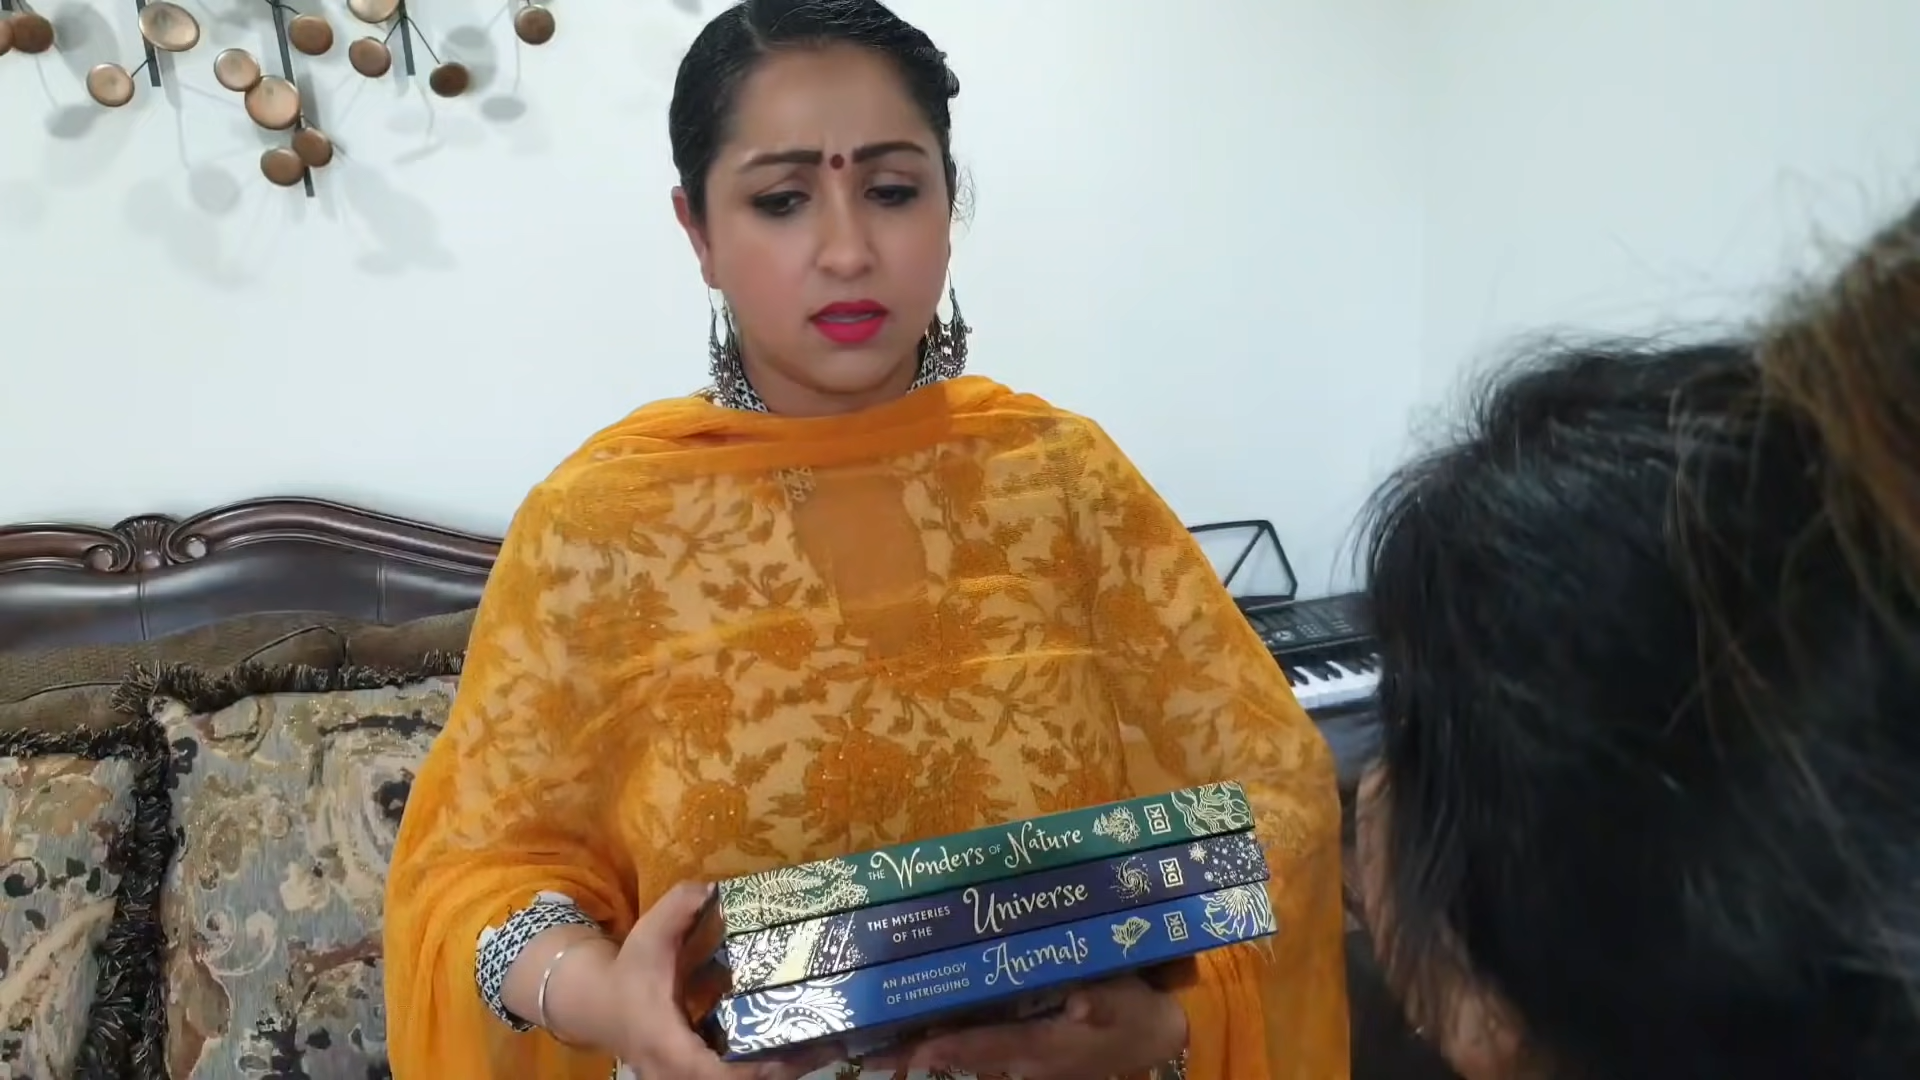 THE Wonders OF Nature DK
THE MYSTERIES
OF THE Universe DK
AN ANTHOLOGY
OF INTRIGUING Animals DK